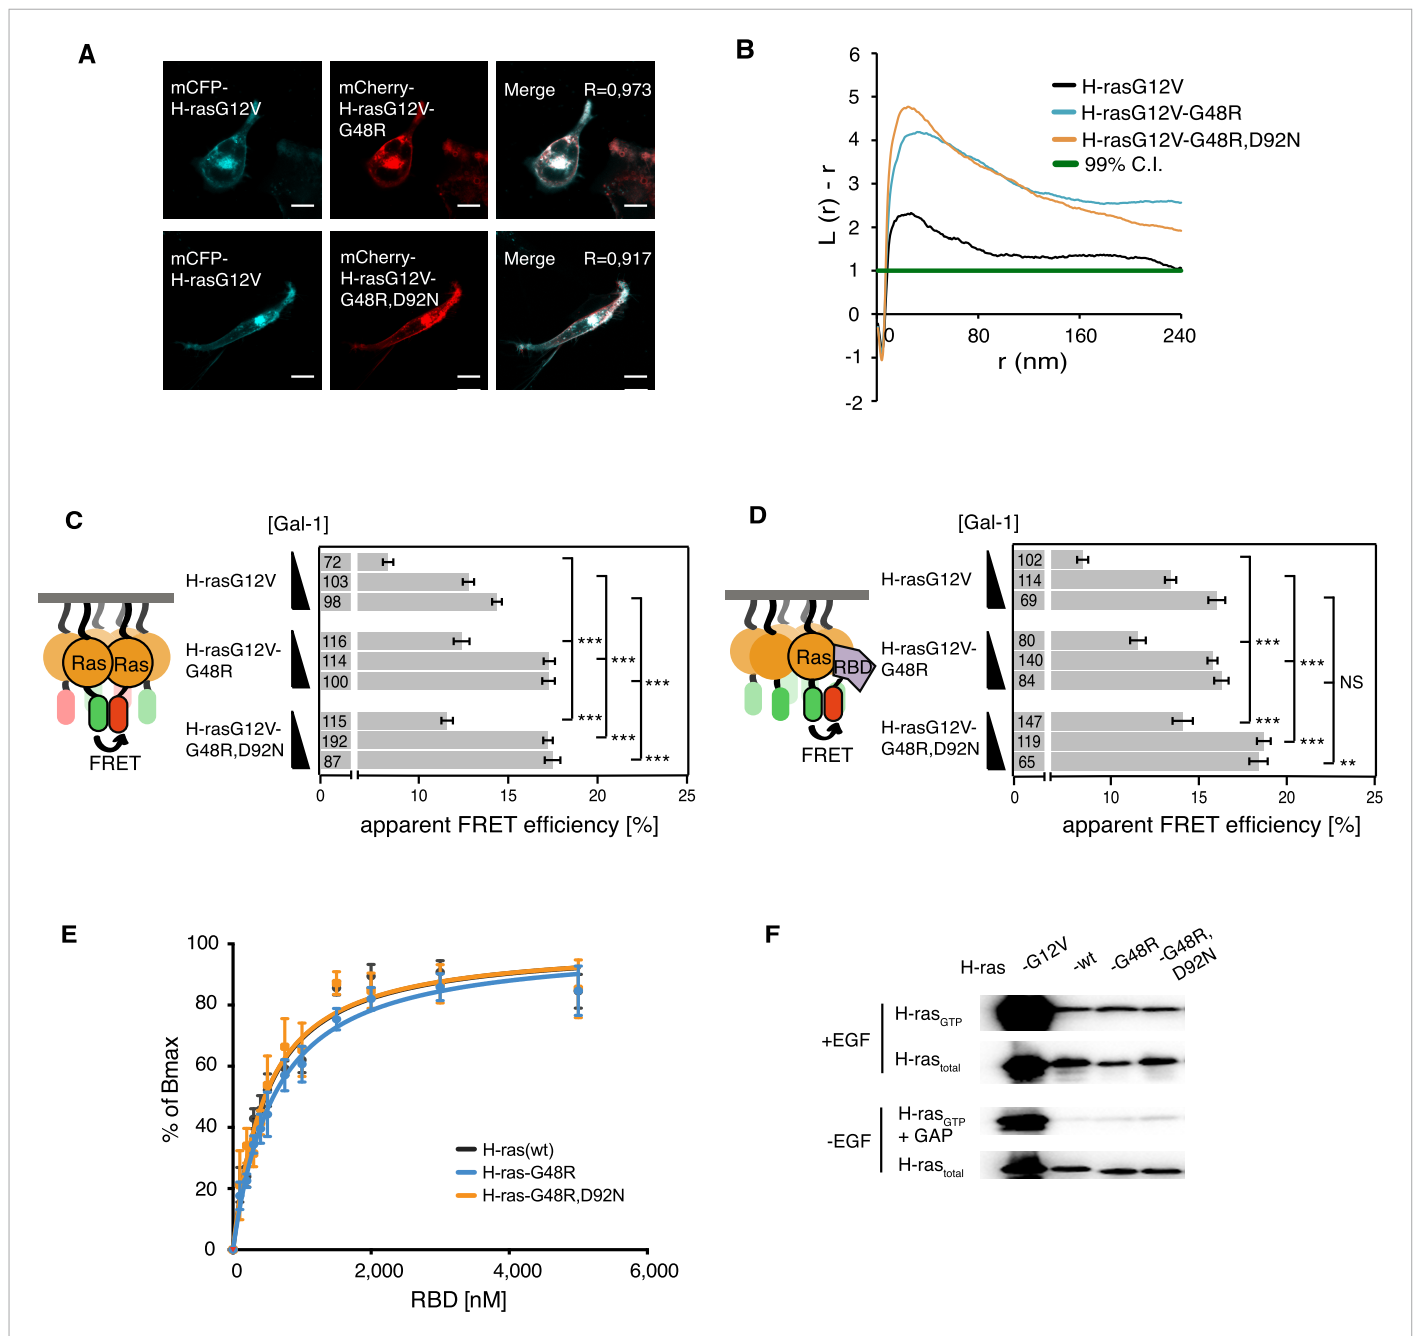 A
mCFP-
H-rasG12V
mCherry-
H-rasG12V-
G48R
Merge R=0,973
mCFP-
H-rasG12V
mCherry-
H-rasG12V-
G48R,D92N
Merge R=0,917
B
6
5
4
3
2
1
0
-1
-2
L (r) - r
0 80 160 240
r (nm)
H-rasG12V
H-rasG12V-G48R
H-rasG12V-G48R,D92N
99% C.I.
C
[Gal-1]
Ras Ras
FRET
H-rasG12V
72
103
98
H-rasG12V-
G48R
116
114
100
H-rasG12V-
G48R,D92N
115
192
87
***
***
***
***
***
***
0 10 15 20 25
apparent FRET efficiency [%]
D
[Gal-1]
Ras RBD
FRET
H-rasG12V
102
114
69
H-rasG12V-
G48R
80
140
84
H-rasG12V-
G48R,D92N
147
119
65
***
***
NS
***
***
**
0 10 15 20 25
apparent FRET efficiency [%]
E
100
80
60
40
20
0
% of Bmax
0 2,000 4,000 6,000
RBD [nM]
H-ras(wt)
H-ras-G48R
H-ras-G48R,D92N
F
H-ras -G12V -wt -G48R -G48R,
D92N
+EGF
H-rasGTP
H-rastotal
-EGF
H-rasGTP
+ GAP
H-rastotal